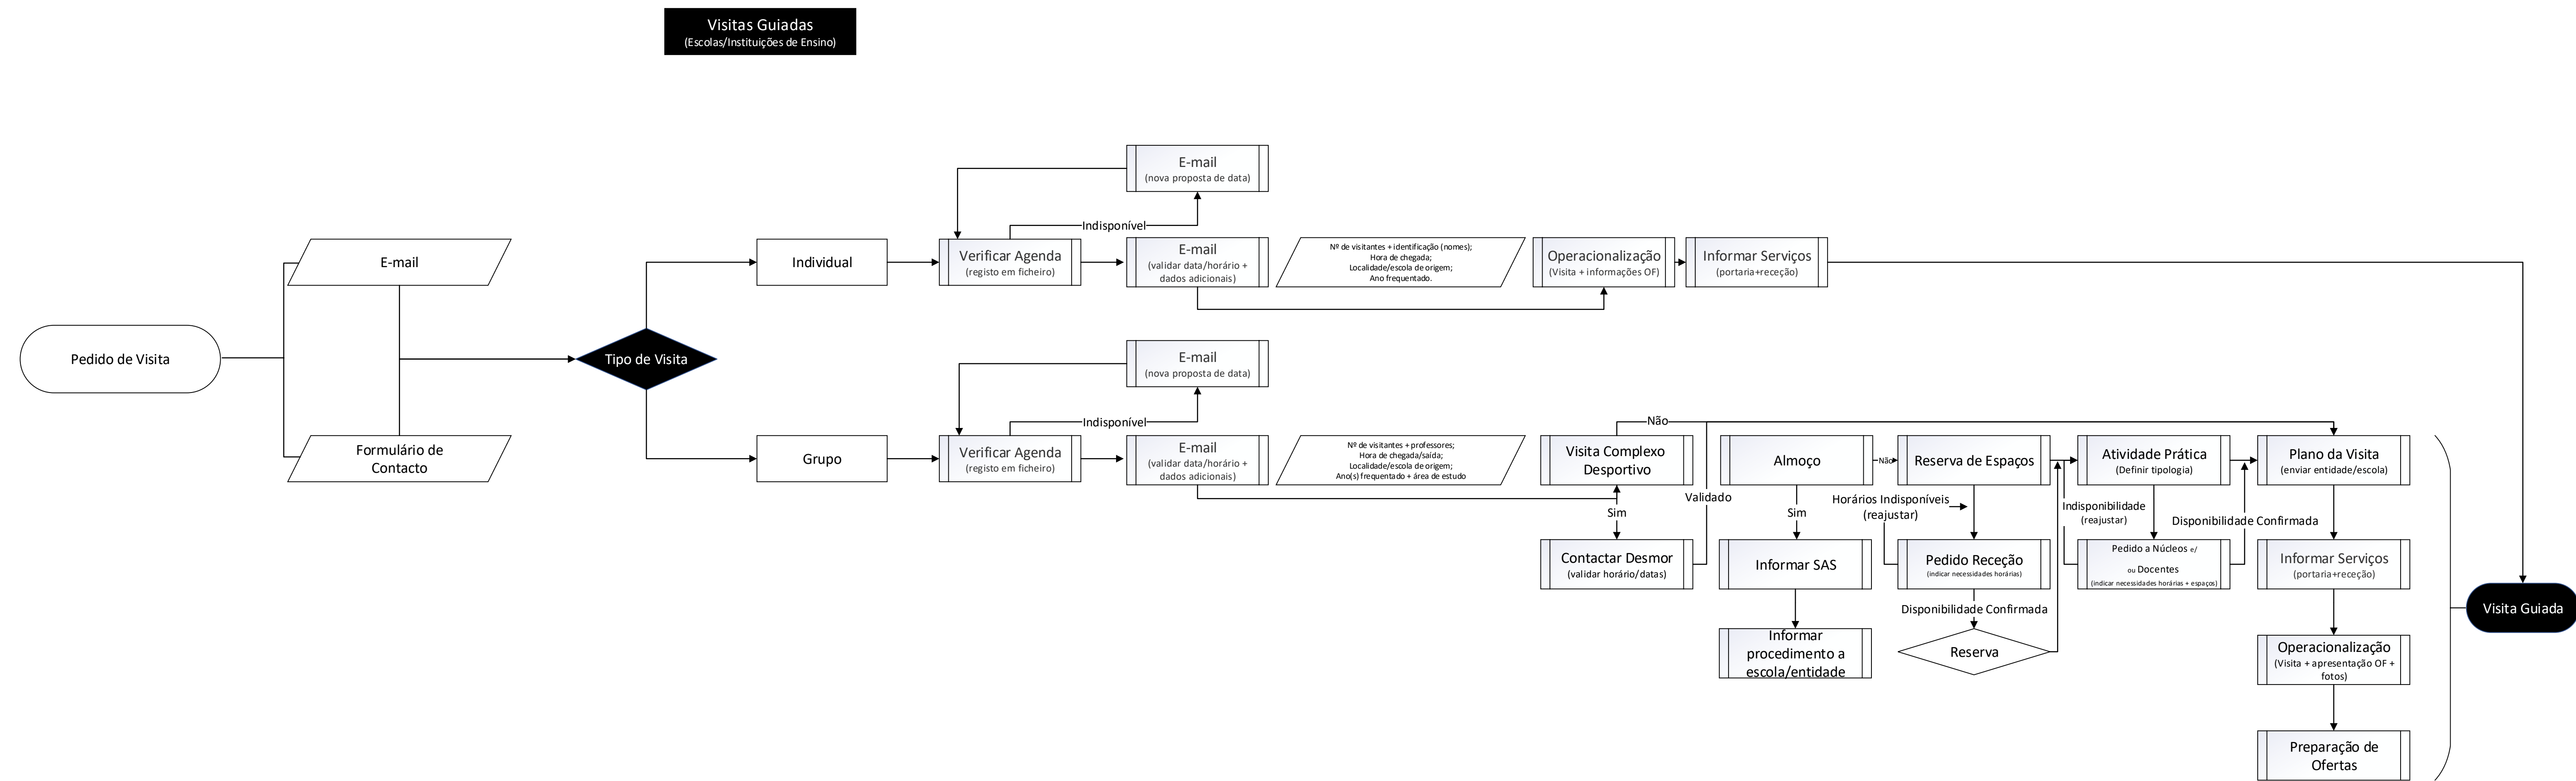 Visitas Guiadas
(Escolas/Instituições de Ensino)
E-mail
(nova proposta de data)
Indisponível
E-mail
Individual
Verificar Agenda
(registo em ficheiro)
E-mail
(validar data/horário +
dados adicionais)
Nº de visitantes + identificação (nomes);
Hora de chegada;
Localidade/escola de origem;
Ano frequentado.
Operacionalização
(Visita + informações OF)
Informar Serviços
(portaria+receção)
Pedido de Visita
Tipo de Visita
E-mail
(nova proposta de data)
Indisponível
Formulário de
Contacto
Grupo
Verificar Agenda
(registo em ficheiro)
E-mail
(validar data/horário +
dados adicionais)
Nº de visitantes + professores;
Hora de chegada/saída;
Localidade/escola de origem;
Ano(s) frequentado + área de estudo
Não
Visita Complexo
Desportivo
Sim
Contactar Desmor
(validar horário/datas)
Validado
Almoço
Não
Sim
Informar SAS
Informar
procedimento a
escola/entidade
Reserva de Espaços
Horários Indisponíveis
(reajustar)
Pedido Receção
(indicar necessidades horárias)
Disponibilidade Confirmada
Reserva
Atividade Prática
(Definir tipologia)
Indisponibilidade
(reajustar)
Pedido a Núcleos e/
ou Docentes
(indicar necessidades horárias + espaços)
Disponibilidade Confirmada
Plano da Visita
(enviar entidade/escola)
Informar Serviços
(portaria+receção)
Operacionalização
(Visita + apresentação OF +
fotos)
Preparação de
Ofertas
Visita Guiada